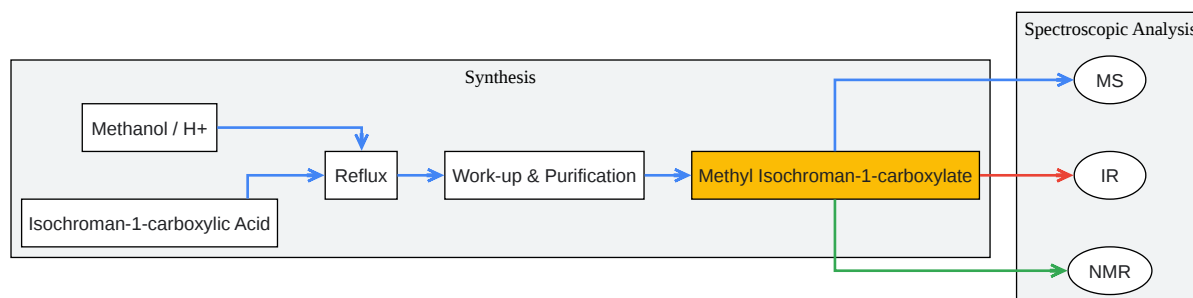 Spectroscopic Analysis
Synthesis
MS
Methanol / H+
Reflux
Work-up & Purification
Methyl Isochroman-1-carboxylate
IR
Isochroman-1-carboxylic Acid
NMR